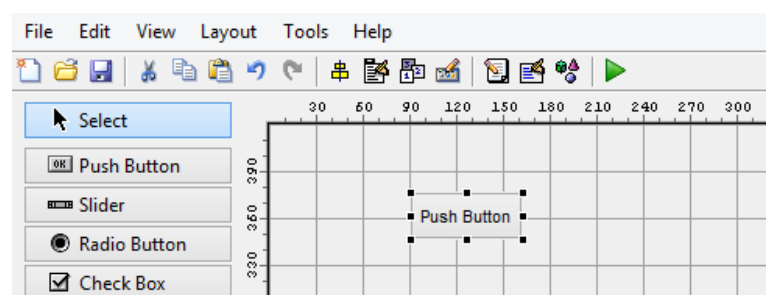 File Edit View Layout Tools Help
30 60 90 120 150 180 210 240 270 300
Select
OK Push Button
390
Slider
Push Button
360
Radio Button
330
Check Box